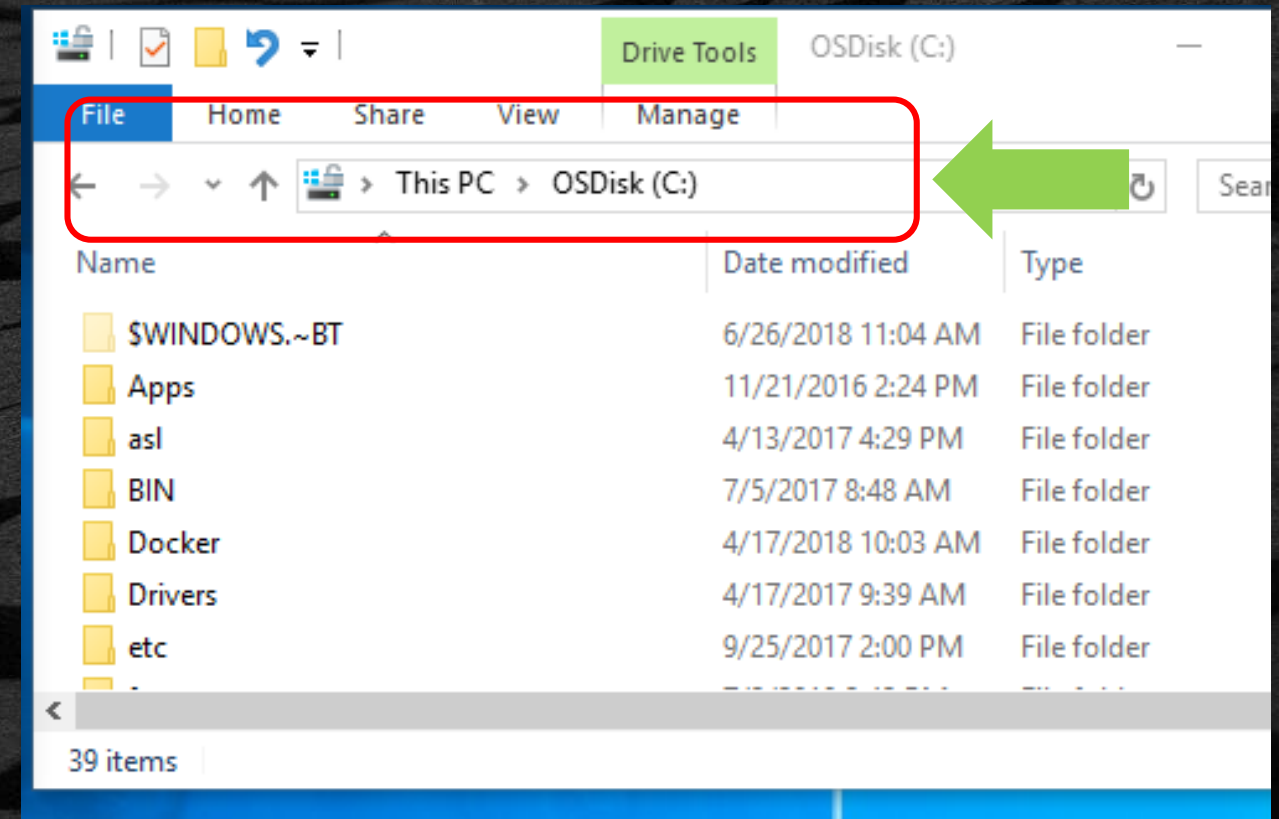 Drive Tools OSDisk (C:)
File Home Share View Manage
This PC > OSDisk (C:)
Name Date modified Type
$WINDOWS.~BT 6/26/2018 11:04 AM File folder
Apps 11/21/2016 2:24 PM File folder
asl 4/13/2017 4:29 PM File folder
BIN 7/5/2017 8:48 AM File folder
Docker 4/17/2018 10:03 AM File folder
Drivers 4/17/2017 9:39 AM File folder
etc 9/25/2017 2:00 PM File folder
39 items